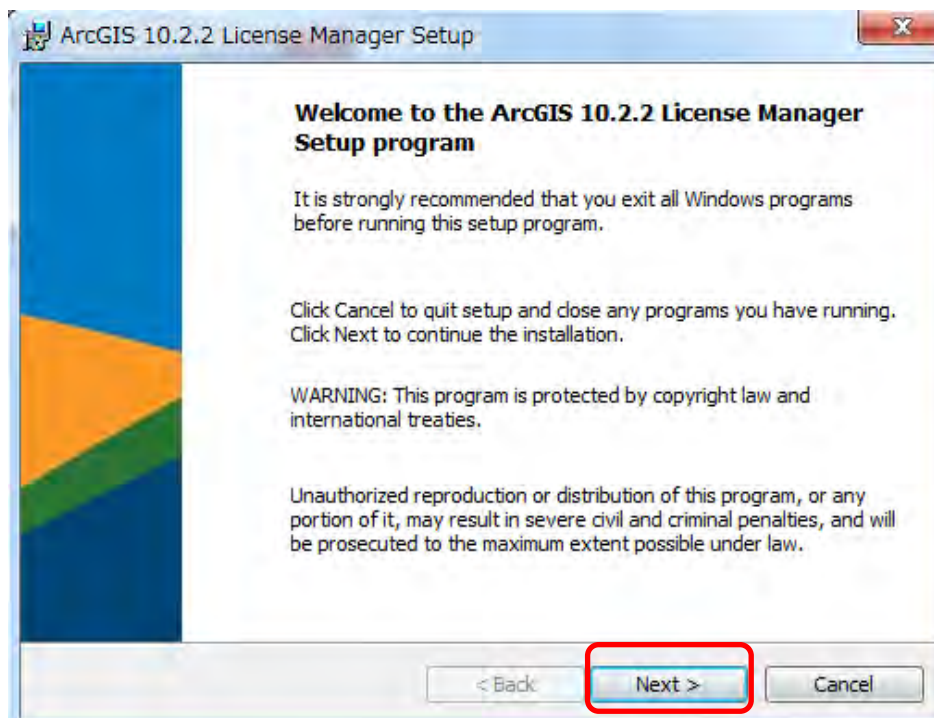 ArcGIS 10.2.2 License Manager Setup
Welcome to the ArcGIS 10.2.2 License Manager
Setup program
It is strongly recommended that you exit all Windows programs
before running this setup program.
Click Cancel to quit setup and close any programs you have running.
Click Next to continue the installation.
WARNING: This program is protected by copyright law and
international treaties.
Unauthorized reproduction or distribution of this program, or any
portion of it, may result in severe civil and criminal penalties, and will
be prosecuted to the maximum extent possible under law.
< Back
Next >
Cancel